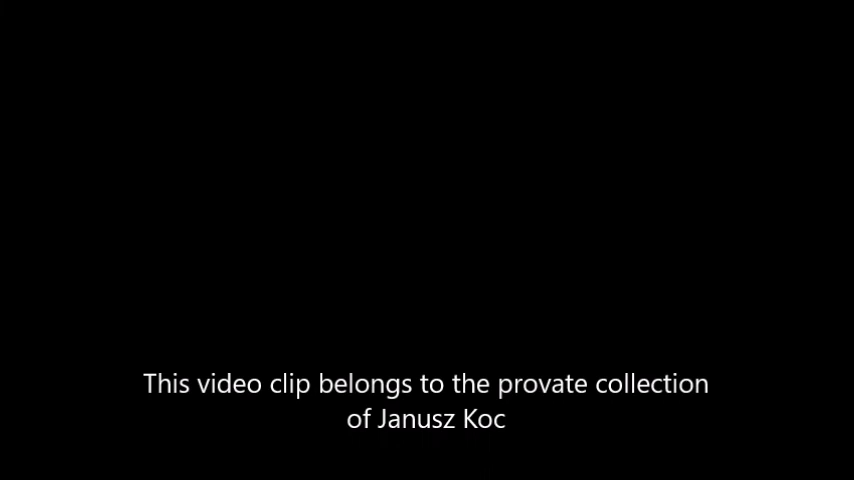 This video clip belongs to the provate collection
of Janusz Koc